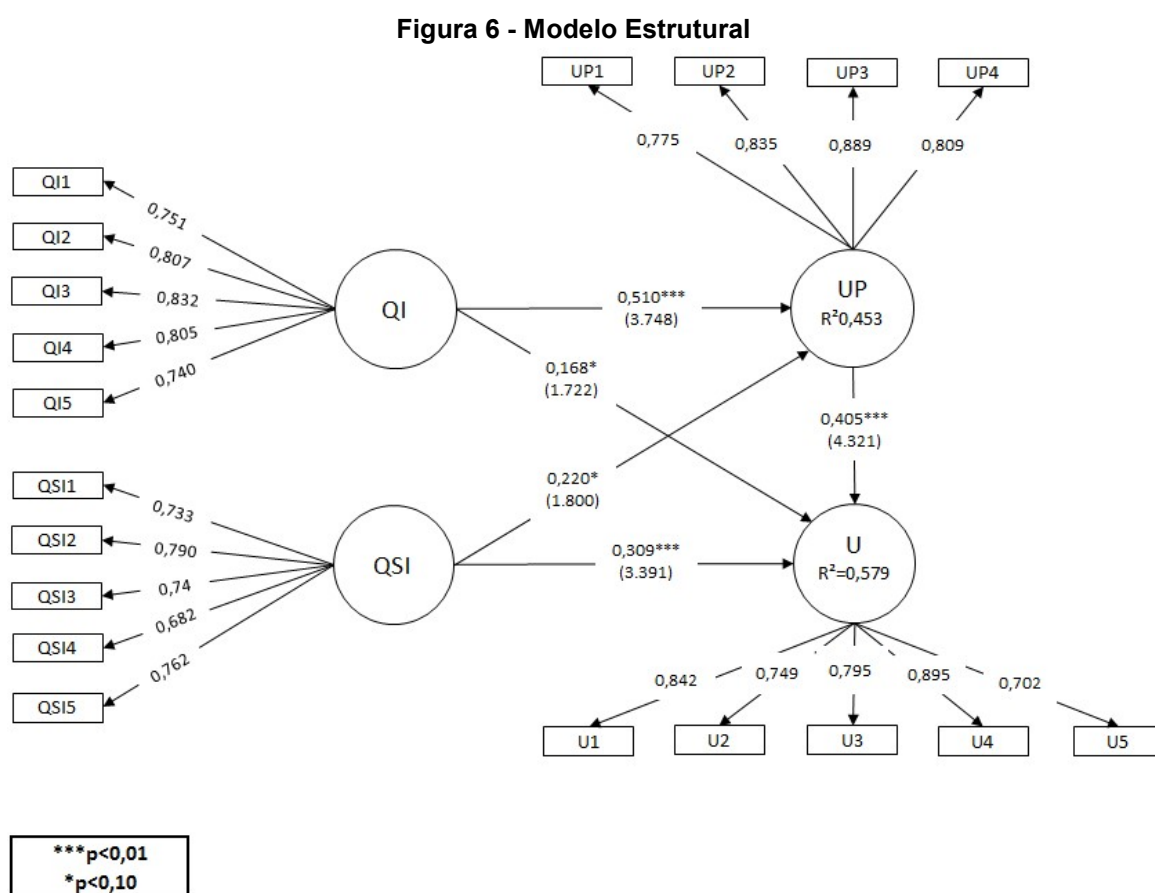 Figura 6 - Modelo Estrutural
UP1
UP2
UP3
UP4
0,775
0,835
0,889
0,809
QI1
QI2
QI3
QI4
QI5
0,751
0,807
0,832
0,805
0,740
QI
0,510***
(3.748)
UP
R²0,453
0,168*
(1.722)
0,405***
(4.321)
QSI1
QSI2
QSI3
QSI4
QSI5
0,733
0,790
0,74
0,682
0,762
QSI
0,220*
(1.800)
0,309***
(3.391)
U
R²=0,579
0,842
0,749
0,795
0,895
0,702
U1
U2
U3
U4
U5
***p<0,01
*p<0,10